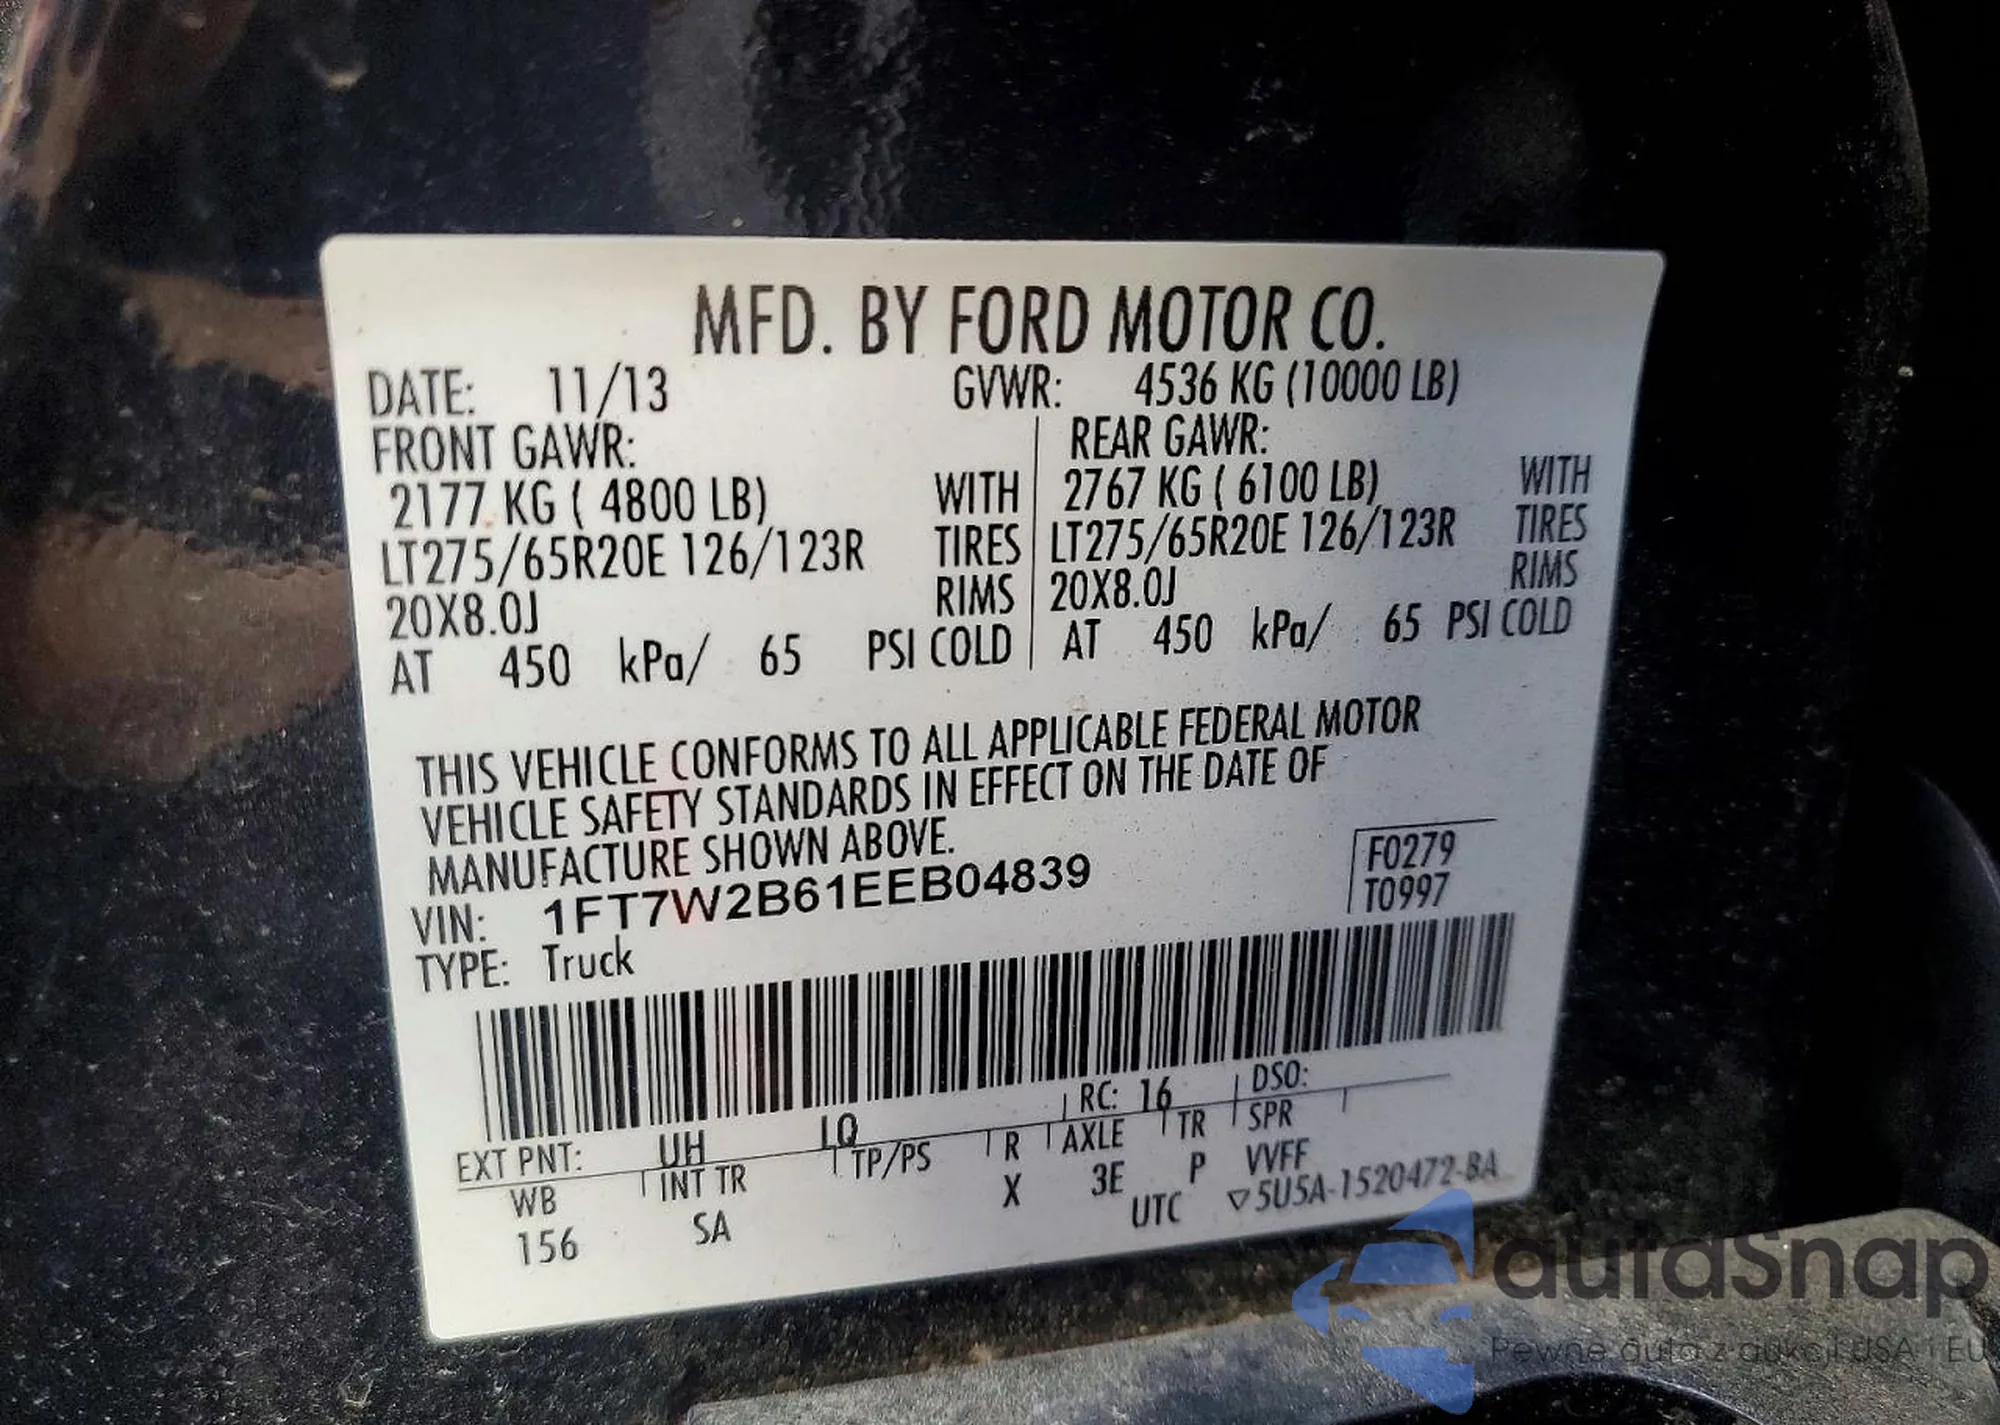 MFD. BY FORD MOTOR CO.
DATE: 11/13 GVWR: 4536 KG (10000 LB)
FRONT GAWR: REAR GAWR:
2177 KG ( 4800 LB) WITH 2767 KG ( 6100 LB) WITH
LT275/65R20E 126/123R TIRES LT275/65R20E 126/123R TIRES
20X8.0J RIMS 20X8.0J RIMS
AT 450 kPa/ 65 PSI COLD AT 450 kPa/ 65 PSI COLD
THIS VEHICLE CONFORMS TO ALL APPLICABLE FEDERAL MOTOR
VEHICLE SAFETY STANDARDS IN EFFECT ON THE DATE OF
MANUFACTURE SHOWN ABOVE.
F0279
VIN: 1FT7W2B61EEB04839
T0997
TYPE: Truck
EXT PNT: UH LQ RC: 16 DSO:
WB INT TR TP/PS R AXLE TR SPR
156 SA X 3E P VVFF
UTC ▽5U5A-1520472-BA
autaSnap
Pewne auta z aukcji USA i EU